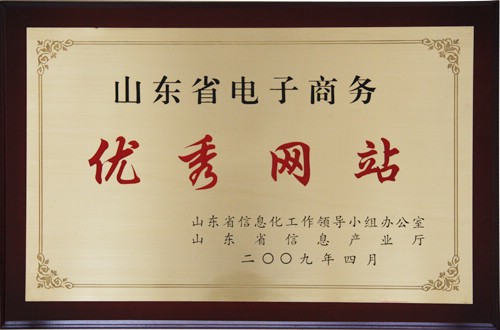 山东省电子商务
优秀网站
山东省信息化工作领导小组办公室
山东省信息产业厅
二〇〇九年四月